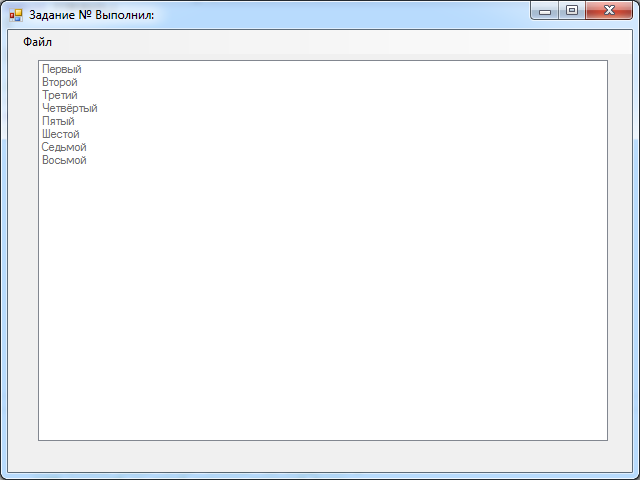 Задание № Выполнил:
Файл
Первый
Второй
Третий
Четвёртый
Пятый
Шестой
Седьмой
Восьмой